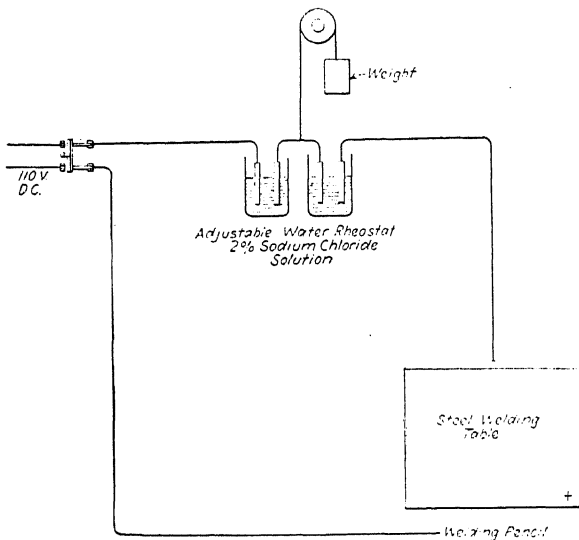 Weight
110 V.
D.C.
Adjustable Water Rheostat
2% Sodium Chloride
Solution
Steel Welding
Table
+
Welding Pencil